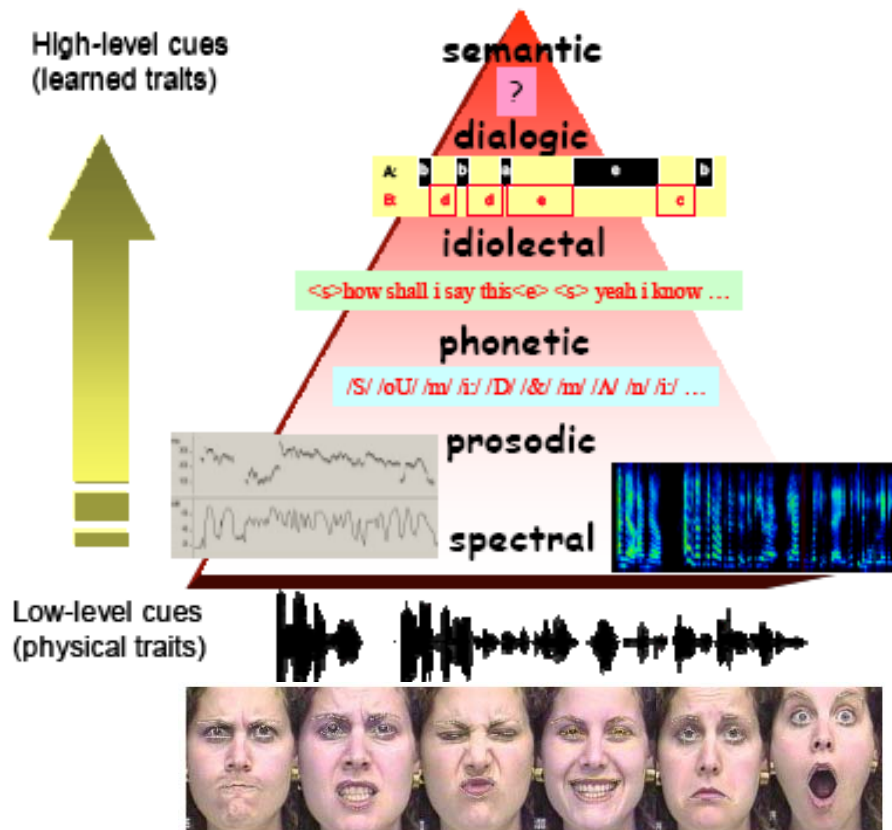 High-level cues
(learned traits)
semantic
?
dialogic
A: b b a e b
B: d d e c
idiolectal
<s>how shall i say this<e> <s> yeah i know …
phonetic
/S/ /oU/ /m/ /i:/ /D/ /&/ /m/ /A/ /n/ /i:/ …
prosodic
spectral
Low-level cues
(physical traits)